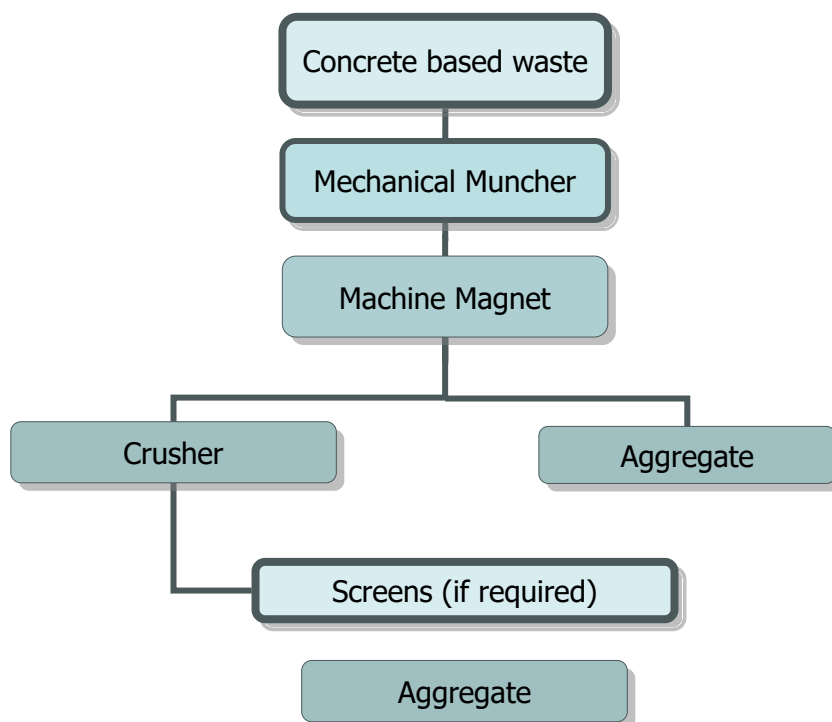 Concrete based waste
Mechanical Muncher
Machine Magnet
Crusher
Aggregate
Screens (if required)
Aggregate